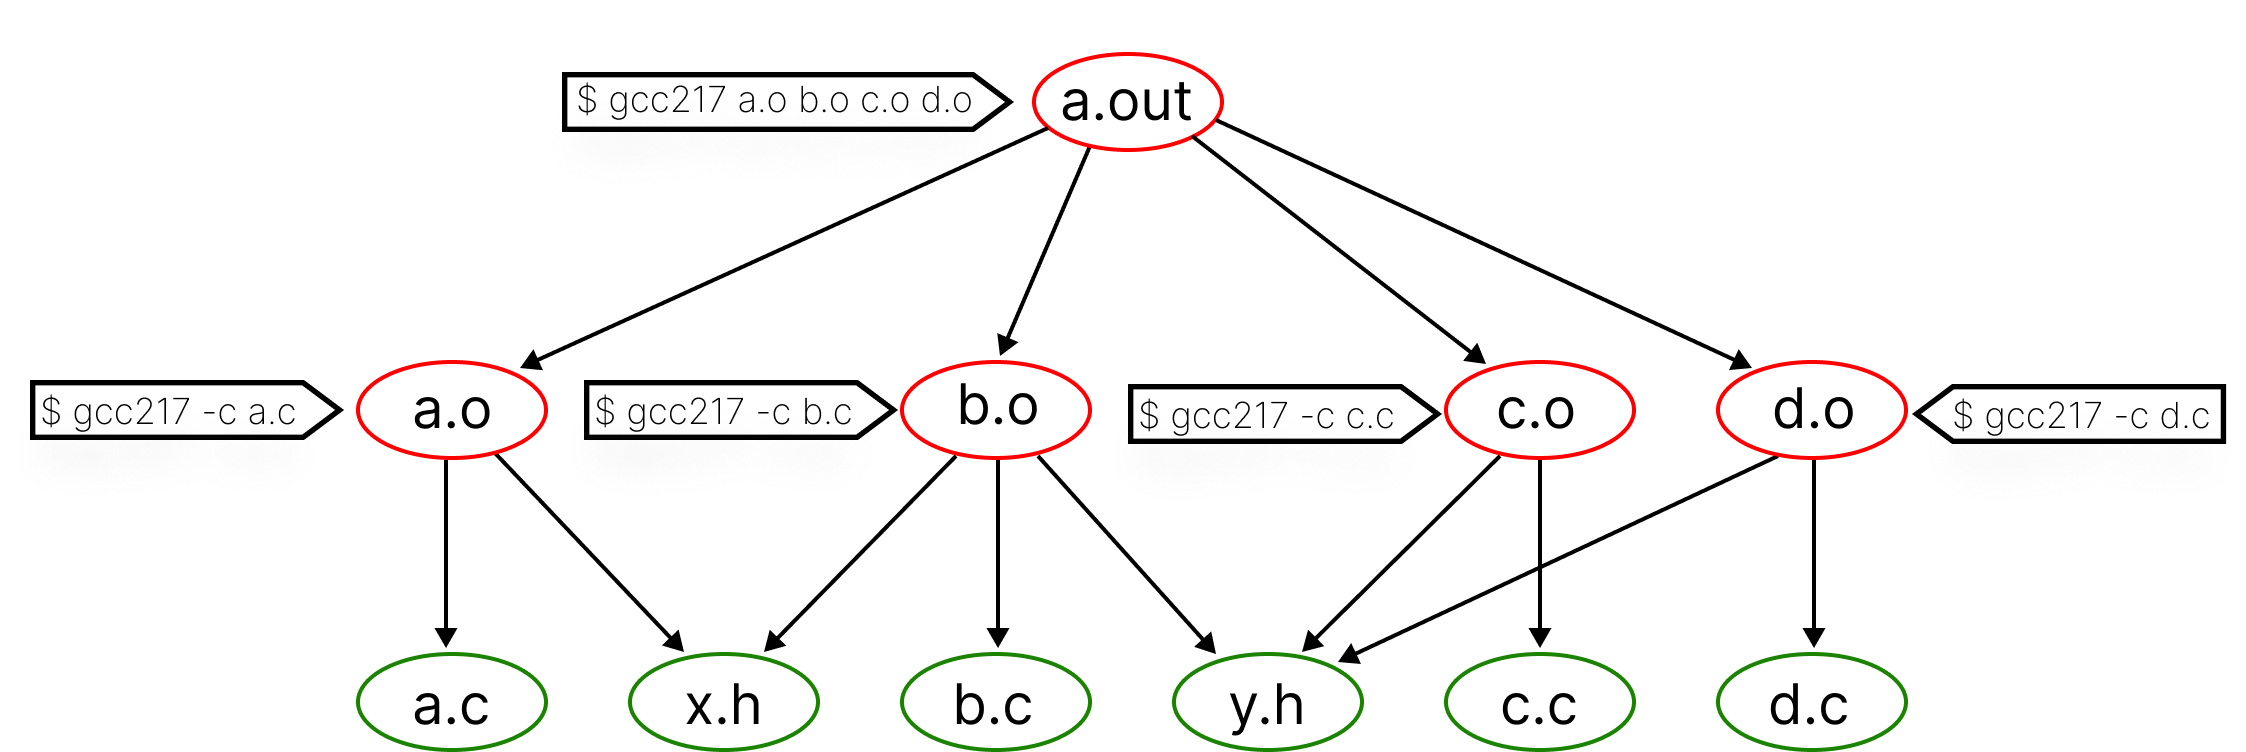 $ gcc217 a.o b.o c.o d.o
a.out
$ gcc217 -c a.c
a.o
$ gcc217 -c b.c
b.o
$ gcc217 -c c.c
c.o
d.o
$ gcc217 -c d.c
a.c
x.h
b.c
y.h
c.c
d.c